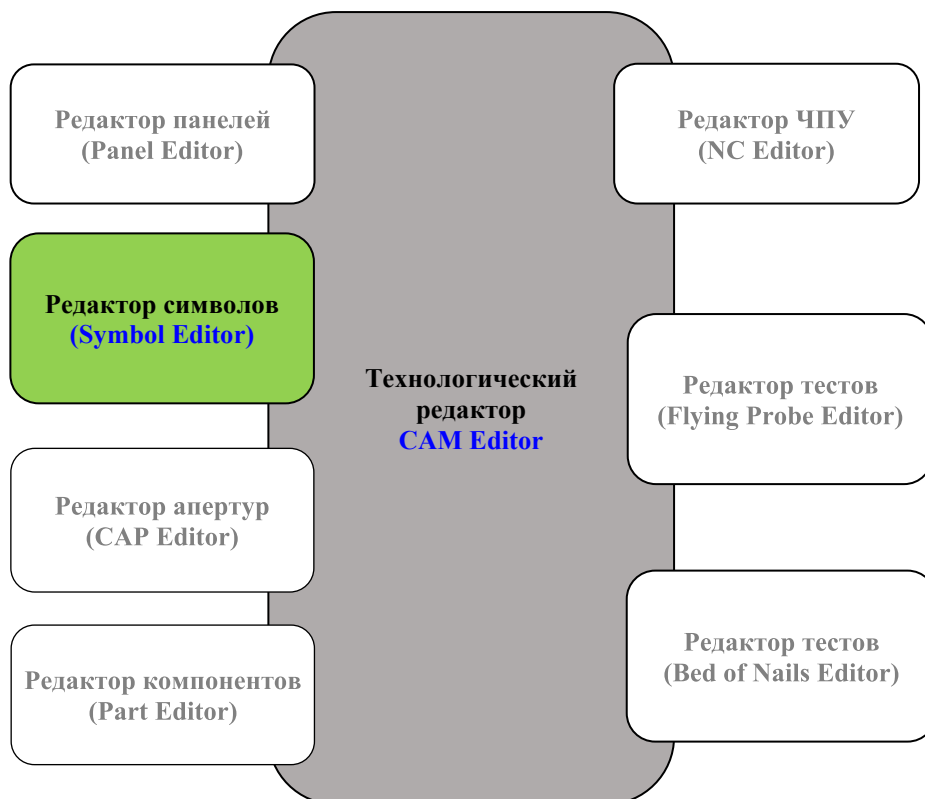 Редактор панелей
(Panel Editor)
Редактор символов
(Symbol Editor)
Редактор апертур
(CAP Editor)
Редактор компонентов
(Part Editor)
Технологический
редактор
CAM Editor
Редактор ЧПУ
(NC Editor)
Редактор тестов
(Flying Probe Editor)
Редактор тестов
(Bed of Nails Editor)